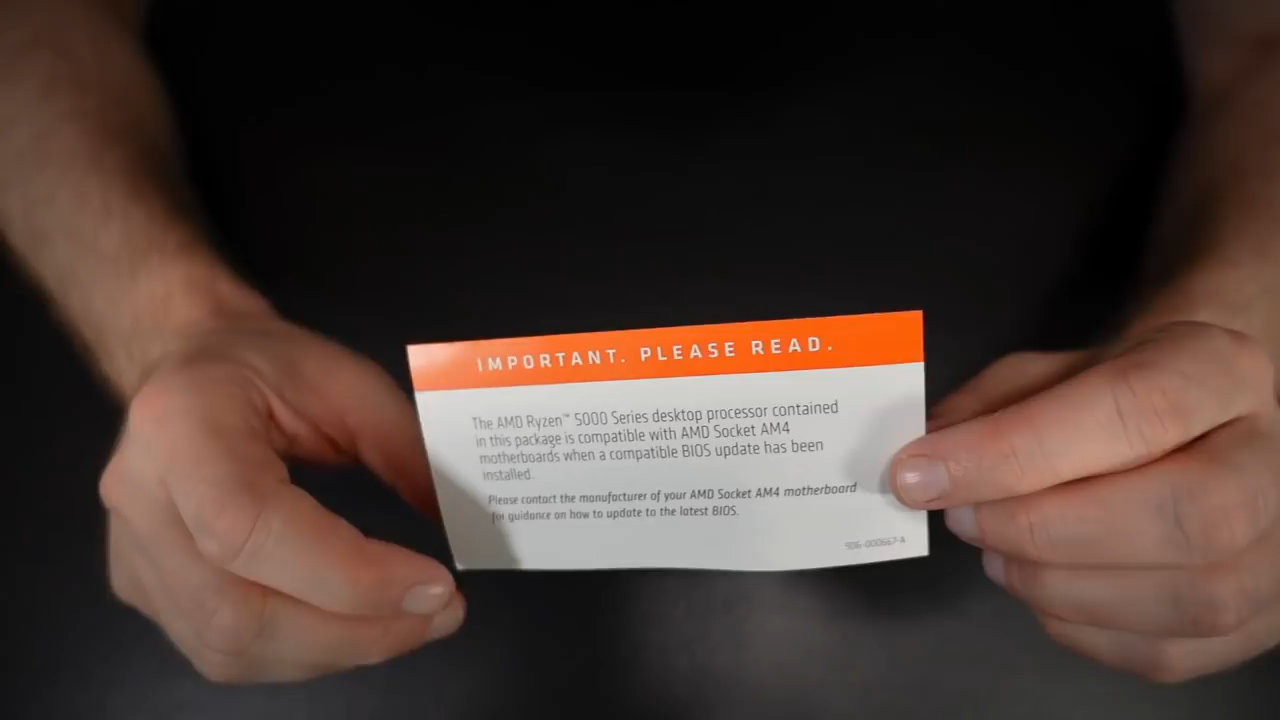 IMPORTANT. PLEASE READ.
The AMD Ryzen™ 5000 Series desktop processor contained
in this package is compatible with AMD Socket AM4
motherboards when a compatible BIOS update has been
installed.
Please contact the manufacturer of your AMD Socket AM4 motherboard
for guidance on how to update to the latest BIOS.
906-000667-A